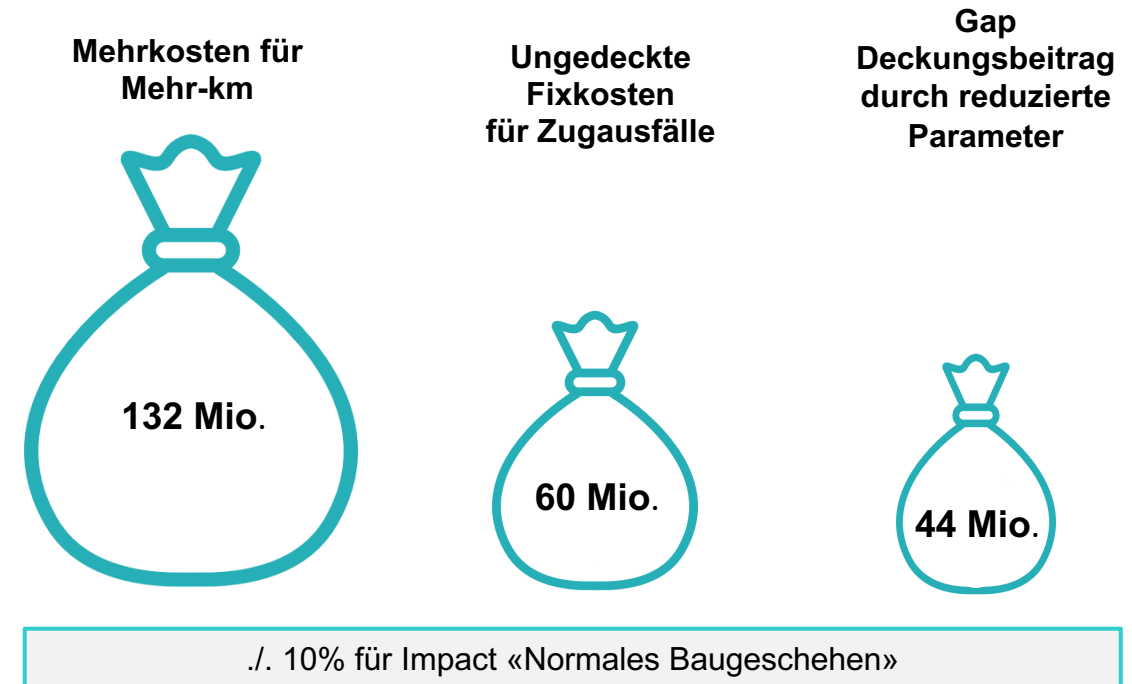 Mehrkosten für
Mehr-km
Ungedeckte
Fixkosten
für Zugausfälle
Gap
Deckungsbeitrag
durch reduzierte
Parameter
132 Mio.
60 Mio.
44 Mio.
./. 10% für Impact «Normales Baugeschehen»